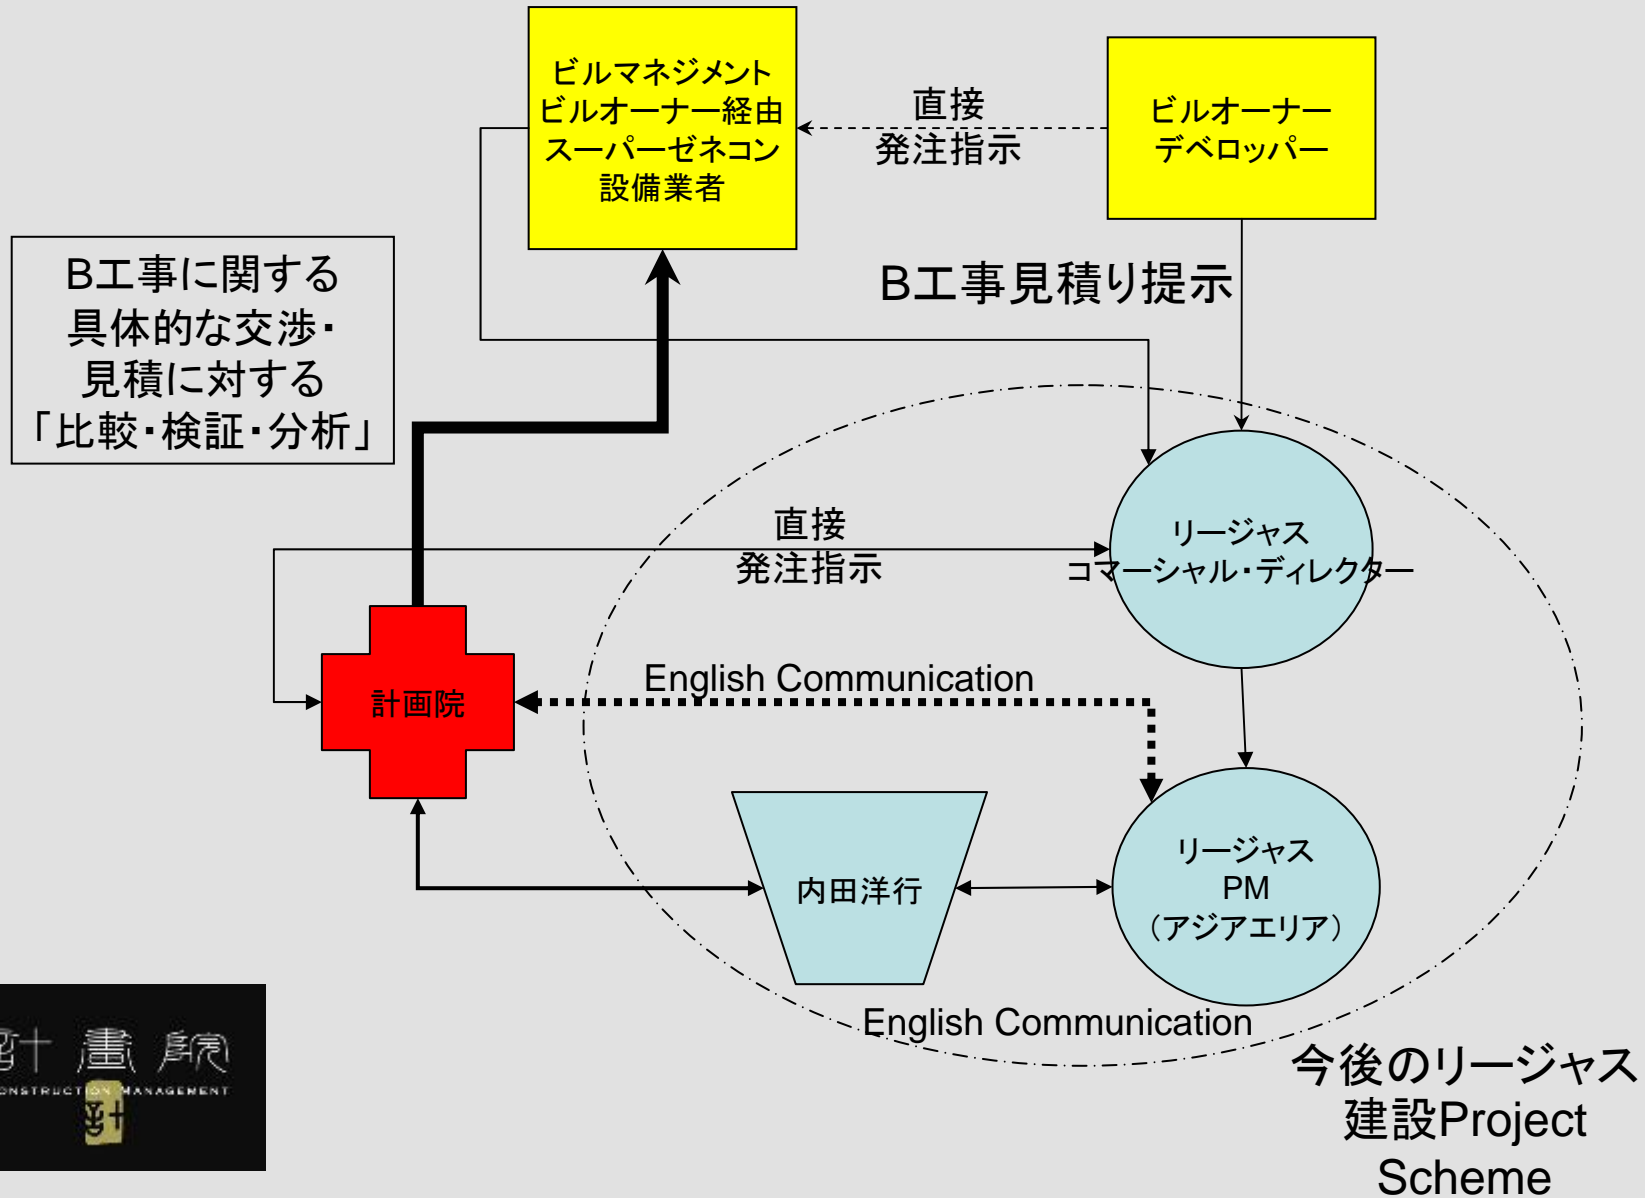 ビルマネジメント
ビルオーナー経由
スーパーゼネコン
設備業者
直接
発注指示
ビルオーナー
デベロッパー
B工事に関する
具体的な交渉・
見積に対する
「比較・検証・分析」
B工事見積り提示
直接
発注指示
リージャス
コマーシャル・ディレクター
English Communication
計画院
内田洋行
リージャス
PM
（アジアエリア）
English Communication
計畫院
CONSTRUCTION MANAGEMENT
計
今後のリージャス
建設Project
Scheme